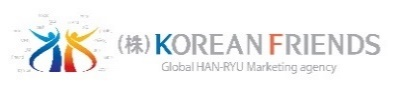 (株) KOREAN FRIENDS
Global HAN-RYU Marketing agency